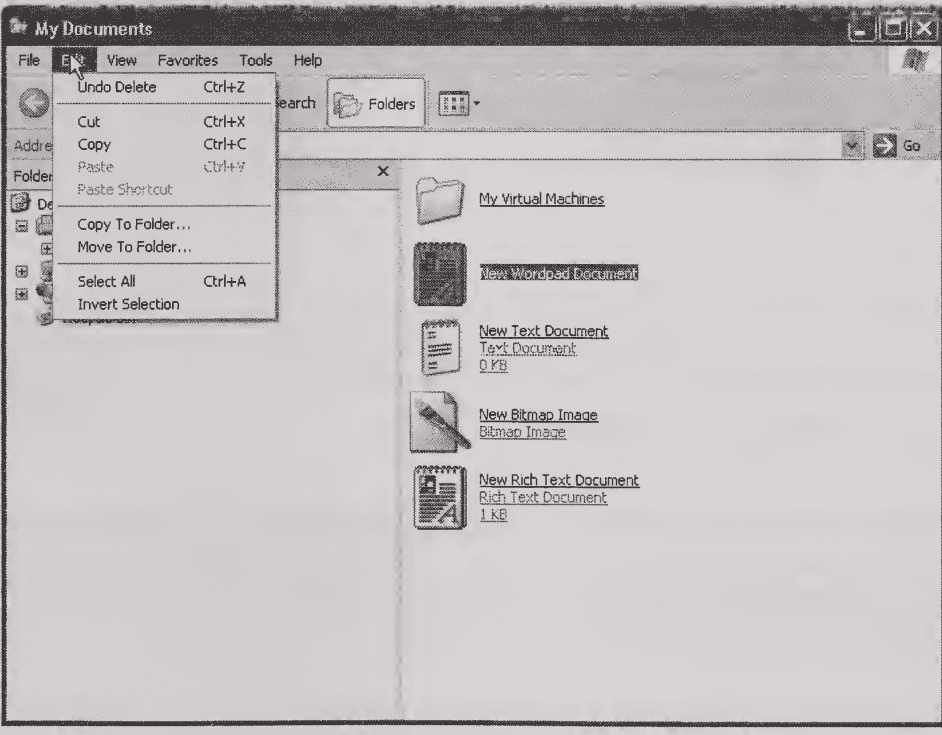 My Documents
File Edit View Favorites Tools Help
Undo Delete Ctrl+Z
Cut Ctrl+X
Copy Ctrl+C
Paste Ctrl+V
Paste Shortcut
Copy To Folder...
Move To Folder...
Select All Ctrl+A
Invert Selection
earch Folders
Addre Go
Folder
De
My Virtual Machines
New Wordpad Document
New Text Document
Text Document
0 KB
New Bitmap Image
Bitmap Image
New Rich Text Document
Rich Text Document
1 KB